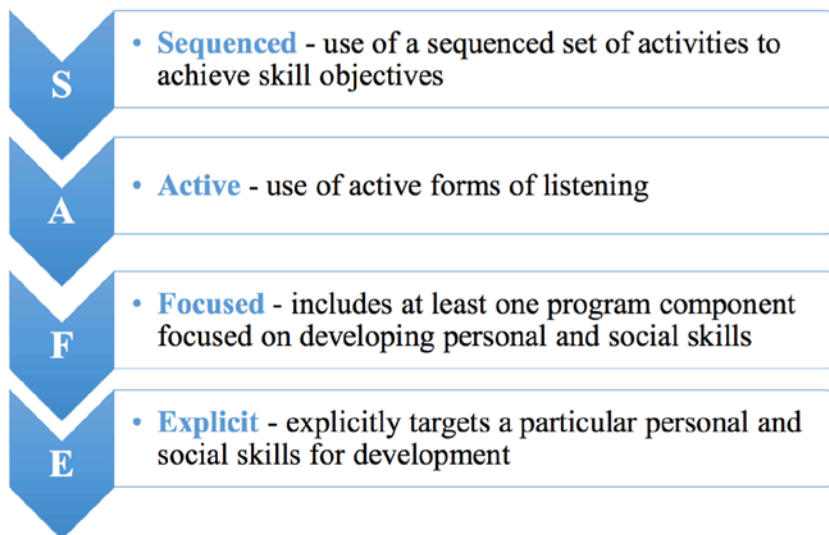 S
• Sequenced - use of a sequenced set of activities to
achieve skill objectives
A
• Active - use of active forms of listening
F
• Focused - includes at least one program component
focused on developing personal and social skills
E
• Explicit - explicitly targets a particular personal and
social skills for development